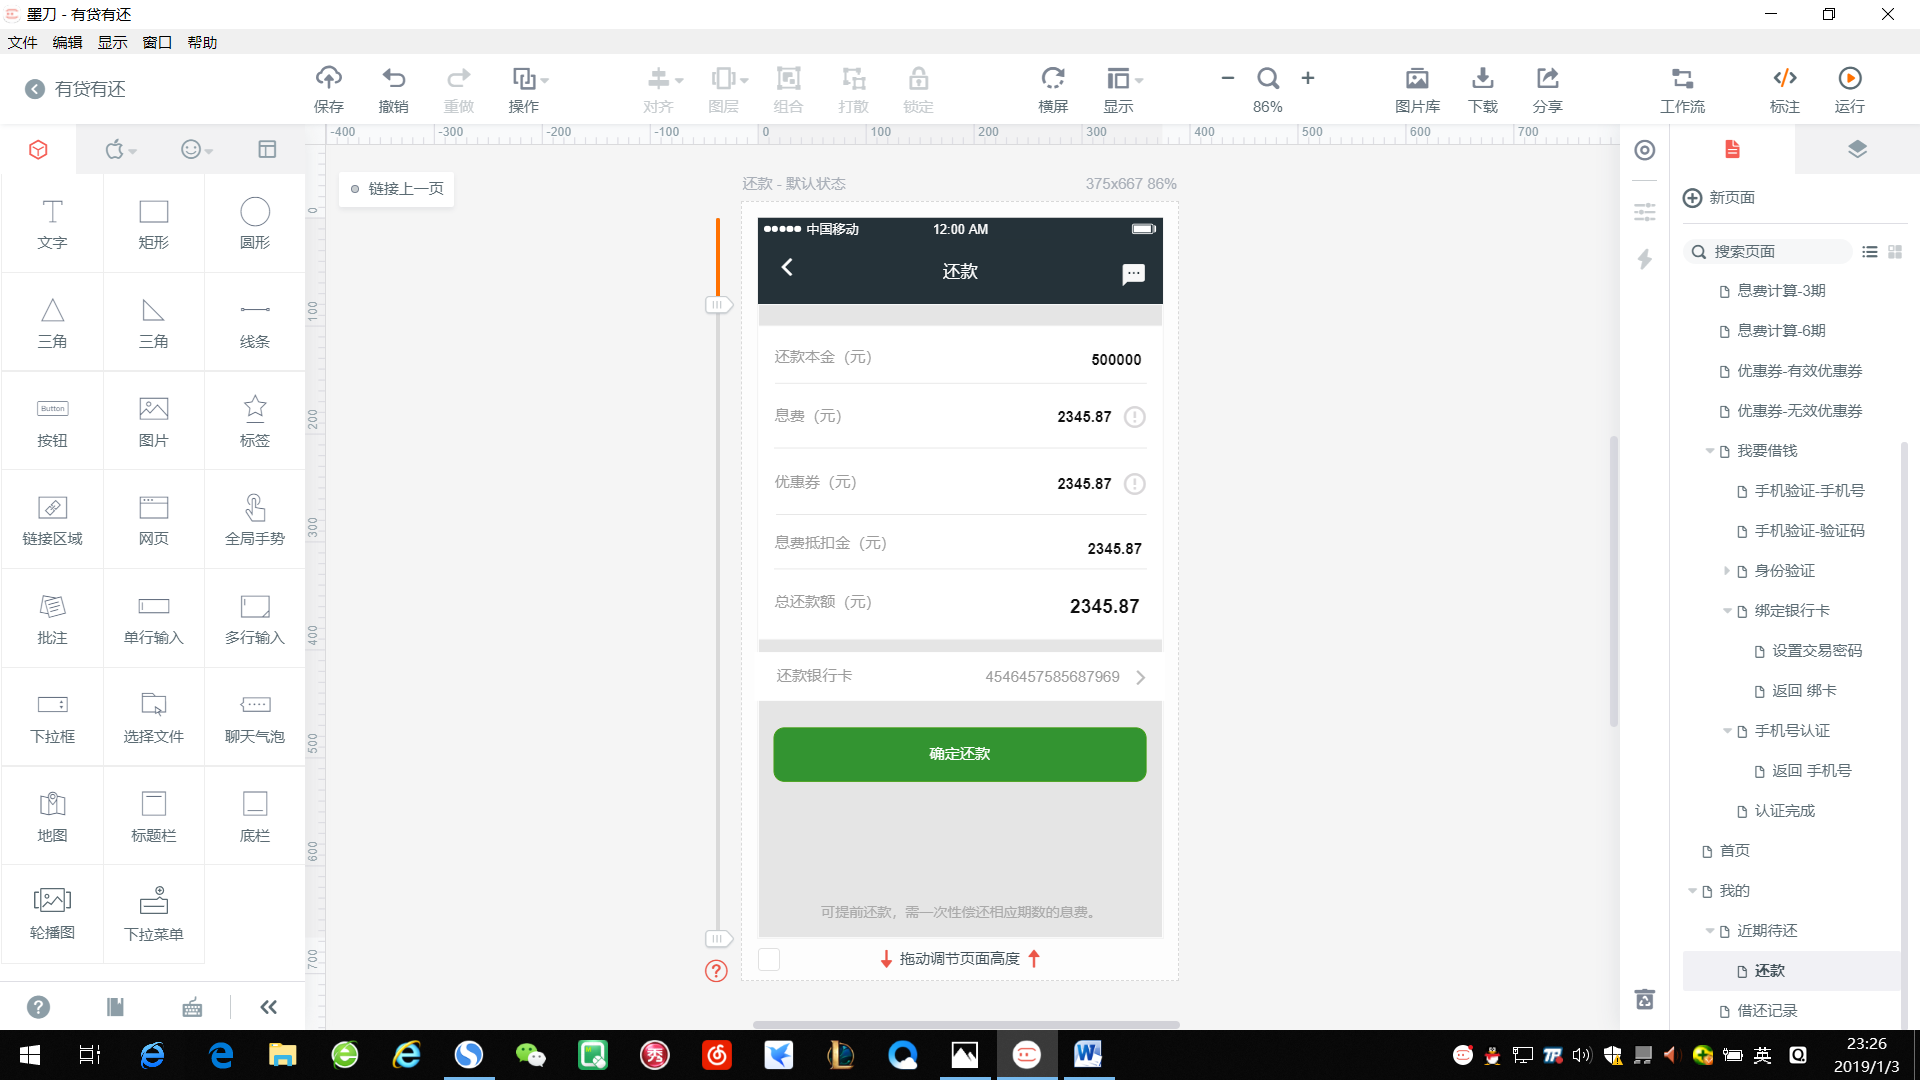 墨刀 - 有贷有还
文件 编辑 显示 窗口 帮助
有贷有还
保存 撤销 重做 操作 对齐 图层 组合 打散 锁定 横屏 显示 86% 图片库 下载 分享 工作流 标注 运行
-400 -300 -200 -100 0 100 200 300 400 500 600 700
0
100
200
300
400
500
600
700
文字 矩形 圆形
三角 三角 线条
Button
按钮 图片 标签
链接区域 网页 全局手势
批注 单行输入 多行输入
下拉框 选择文件 聊天气泡
地图 标题栏 底栏
轮播图 下拉菜单
链接上一页
还款 - 默认状态 375x667 86%
中国移动 12:00 AM
还款
还款本金（元） 500000
息费（元） 2345.87
优惠券（元） 2345.87
息费抵扣金（元） 2345.87
总还款额（元） 2345.87
还款银行卡 4546457585687969
确定还款
可提前还款，需一次性偿还相应期数的息费。
拖动调节页面高度
新页面
搜索页面
息费计算-3期
息费计算-6期
优惠券-有效优惠券
优惠券-无效优惠券
我要借钱
手机验证-手机号
手机验证-验证码
身份验证
绑定银行卡
设置交易密码
返回 绑卡
手机号认证
返回 手机号
认证完成
首页
我的
近期待还
还款
借还记录
英
23:26
2019/1/3